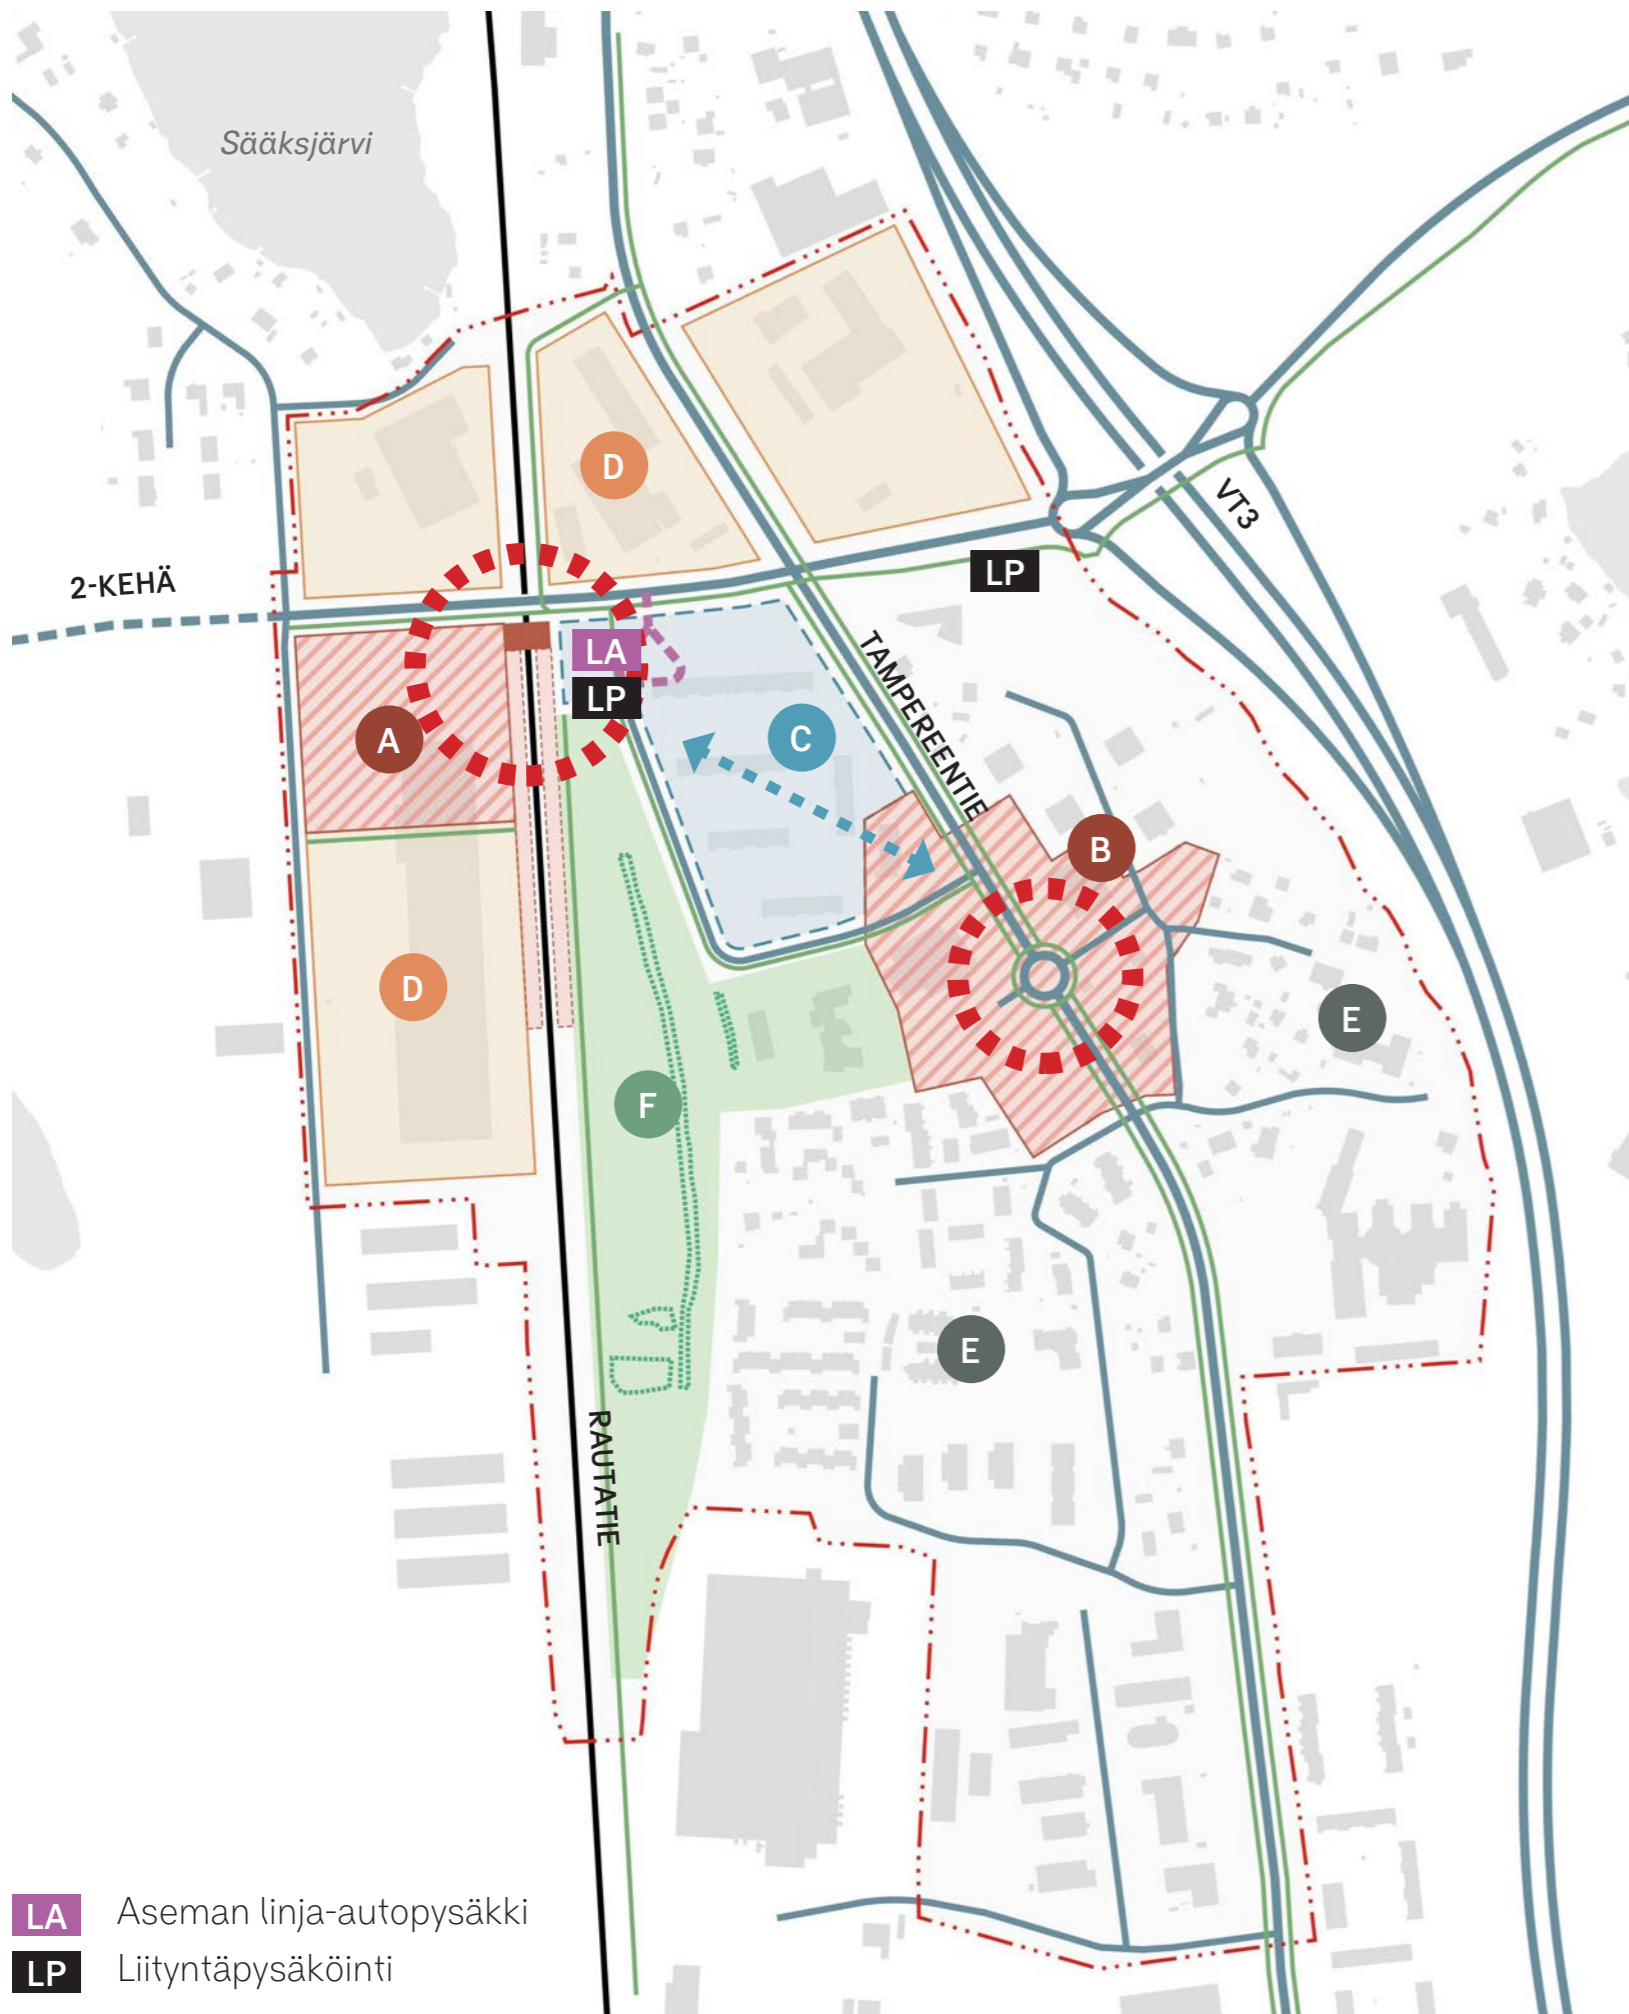 Sääksjärvi
D
VT3
2-KEHÄ
LP
LA
LP
TAMPEREENTIE
A
C
B
D
E
F
E
RAUTATIE
LA Aseman linja-autopysäkki
LP Liityntäpysäköinti